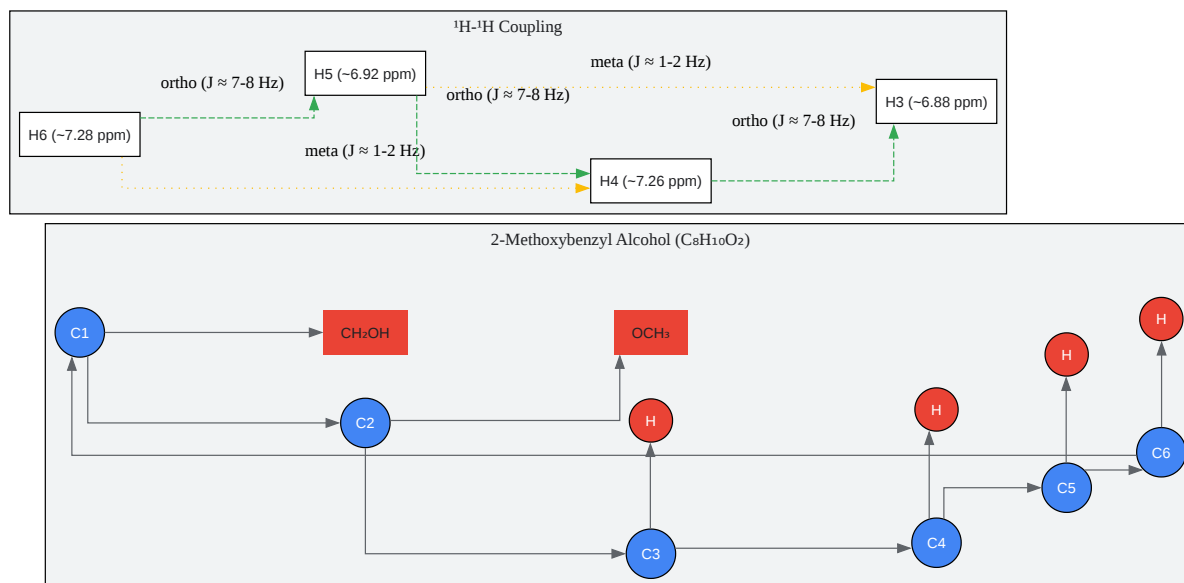 ¹H-¹H Coupling
H5 (~6.92 ppm)
meta (J ≈ 1-2 Hz)
ortho (J ≈ 7-8 Hz)
ortho (J ≈ 7-8 Hz)
H3 (~6.88 ppm)
ortho (J ≈ 7-8 Hz)
H6 (~7.28 ppm)
meta (J ≈ 1-2 Hz)
H4 (~7.26 ppm)
2-Methoxybenzyl Alcohol (C₈H₁₀O₂)
C1
CH₂OH
OCH₃
H
H
H
H
C2
C3
C4
C5
C6